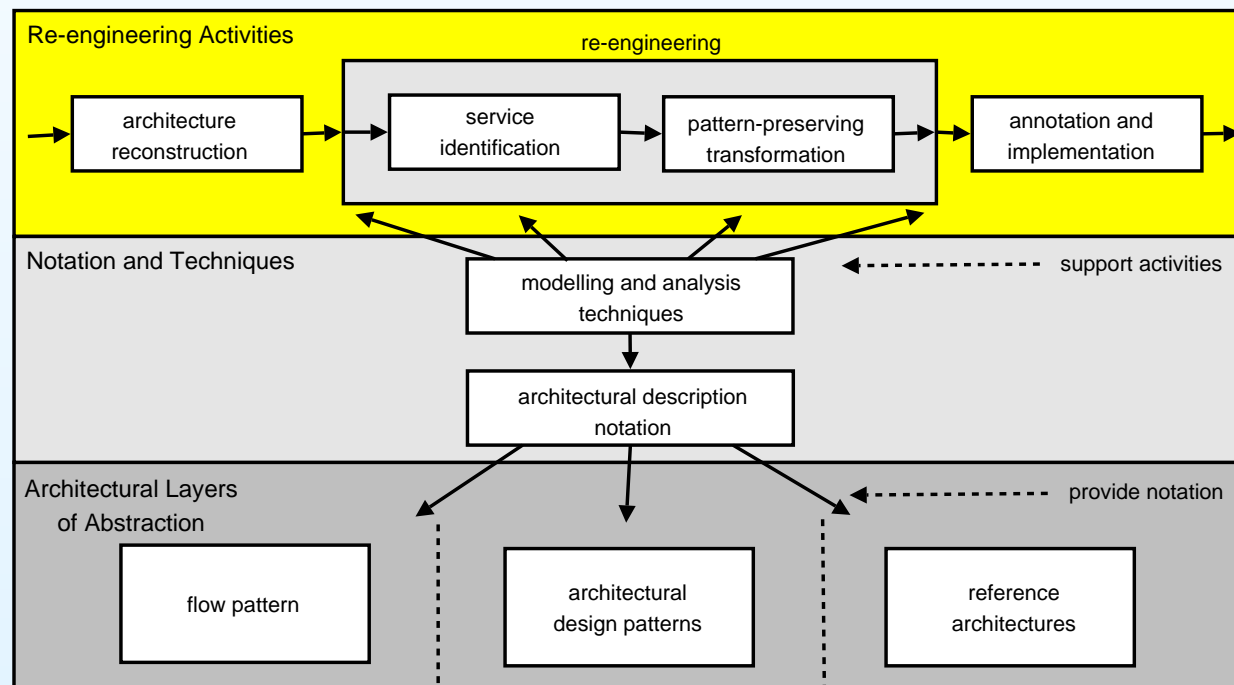 Re-engineering Activities
re-engineering
architecture
reconstruction
service
identification
pattern-preserving
transformation
annotation and
implementation
Notation and Techniques
modelling and analysis
techniques
support activities
architectural description
notation
Architectural Layers
of Abstraction
provide notation
flow pattern
architectural
design patterns
reference
architectures